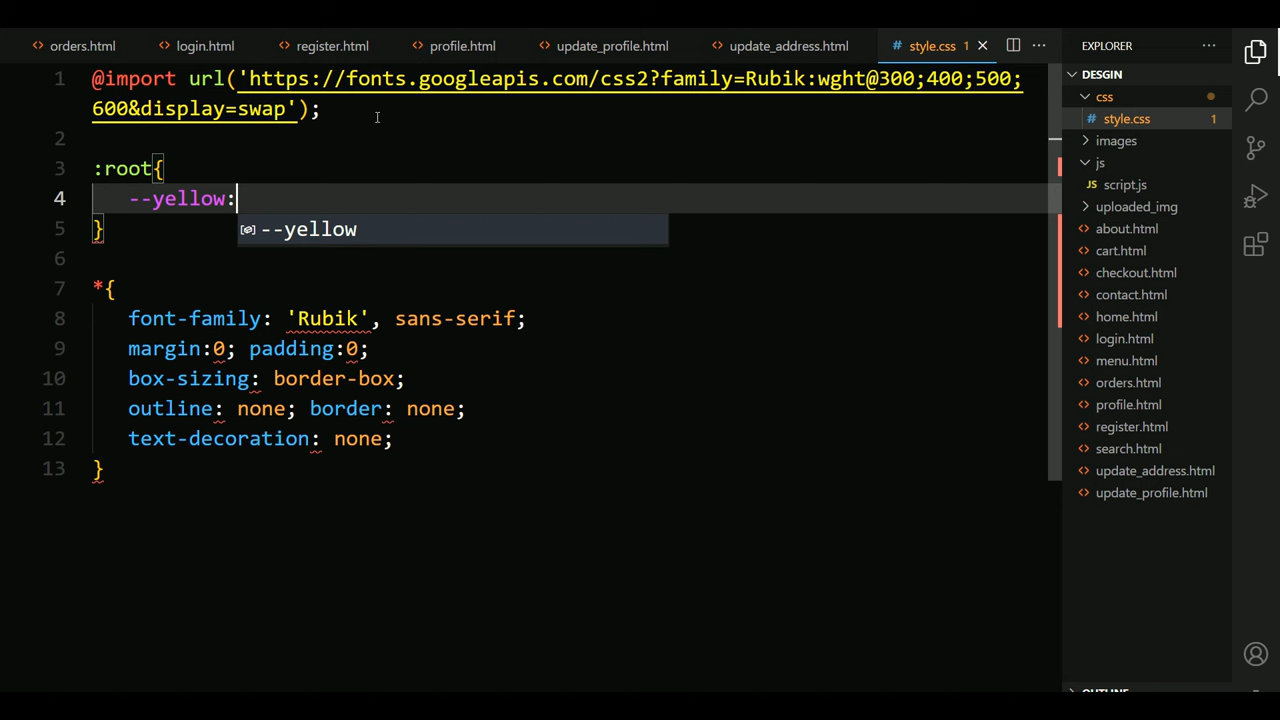 orders.html login.html register.html profile.html update_profile.html update_address.html # style.css 1 ··· EXPLORER ···
1 @import url('https://fonts.googleapis.com/css2?family=Rubik:wght@300;400;500;
600&display=swap');
2
3 :root{
4 --yellow:
--yellow
5 }
6
7 *{
8 font-family: 'Rubik', sans-serif;
9 margin:0; padding:0;
10 box-sizing: border-box;
11 outline: none; border: none;
12 text-decoration: none;
13 }
DESGIN
css
# style.css 1
images
js
JS script.js
uploaded_img
about.html
cart.html
checkout.html
contact.html
home.html
login.html
menu.html
orders.html
profile.html
register.html
search.html
update_address.html
update_profile.html
OUTLINE